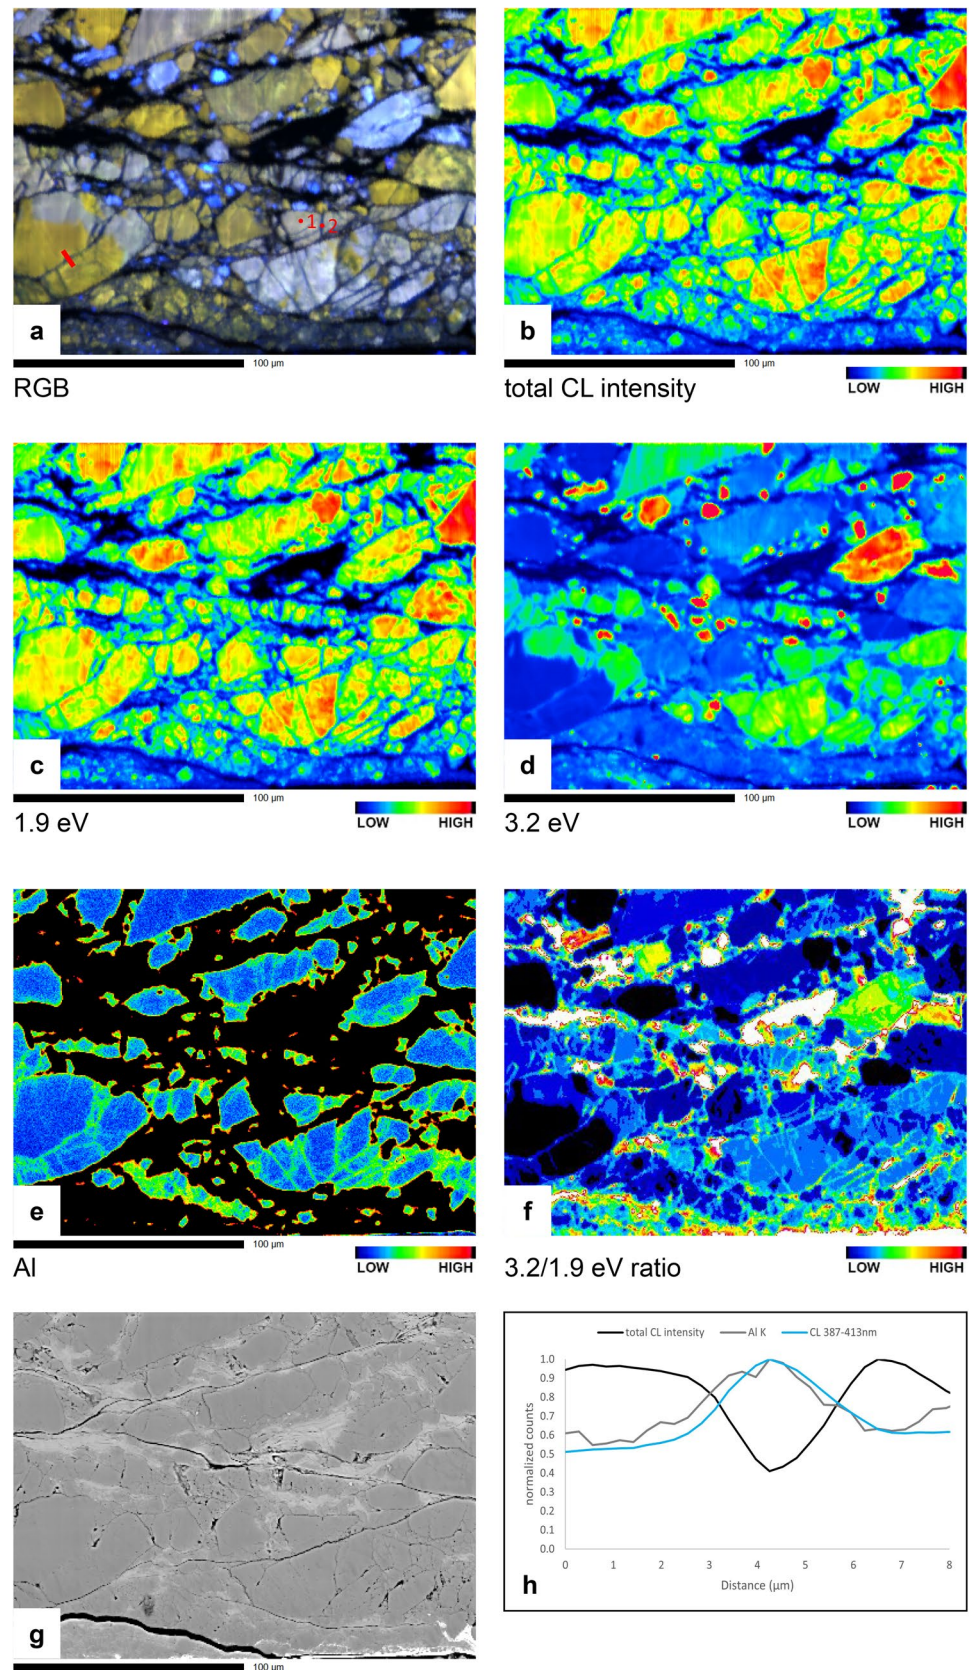 1 2
a b
100 µm 100 µm
RGB total CL intensity
LOW HIGH
c d
100 µm 100 µm
1.9 eV 3.2 eV
LOW HIGH LOW HIGH
e f
100 µm
Al 3.2/1.9 eV ratio
LOW HIGH LOW HIGH
total CL intensity Al K CL 387-413nm
1.0
0.9
0.8
0.7
0.6
0.5
0.4
0.3
0.2
0.1
0.0
normalized counts
0 1 2 3 4 5 6 7 8
Distance (µm)
g h
100 µm